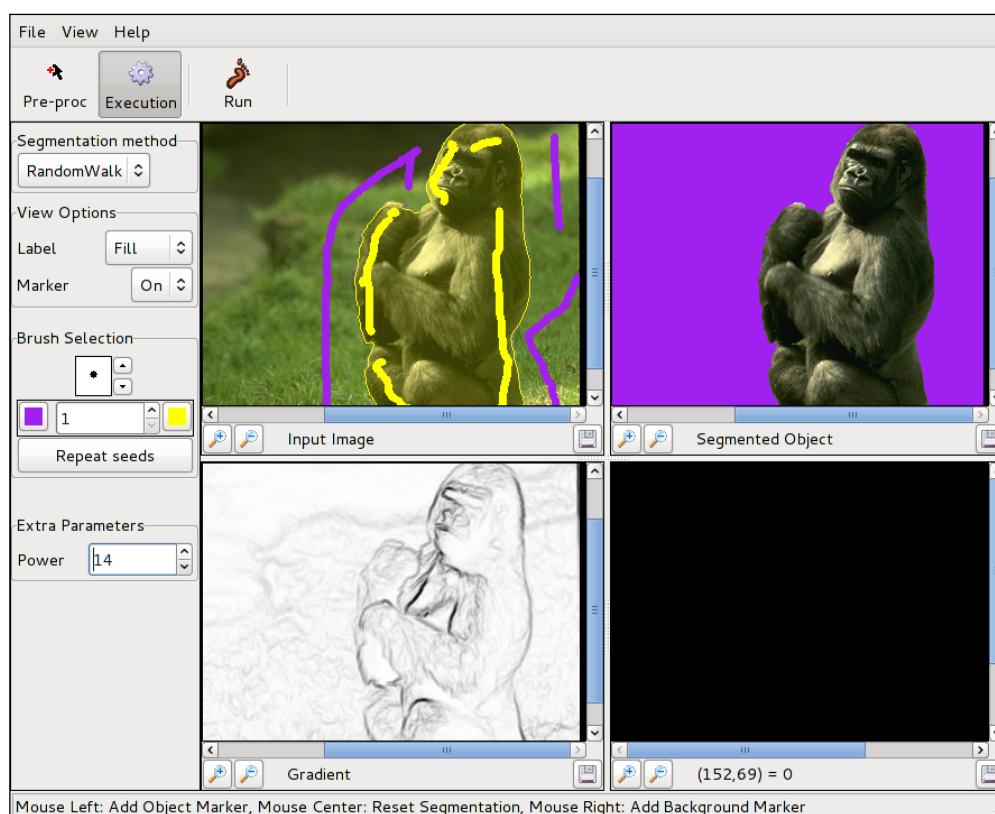 File View Help
Pre-proc Execution Run
Segmentation method
RandomWalk
View Options
Label Fill
Marker On
Brush Selection
1
Repeat seeds
Extra Parameters
Power 14
Input Image
Segmented Object
Gradient
(152,69) = 0
Mouse Left: Add Object Marker, Mouse Center: Reset Segmentation, Mouse Right: Add Background Marker